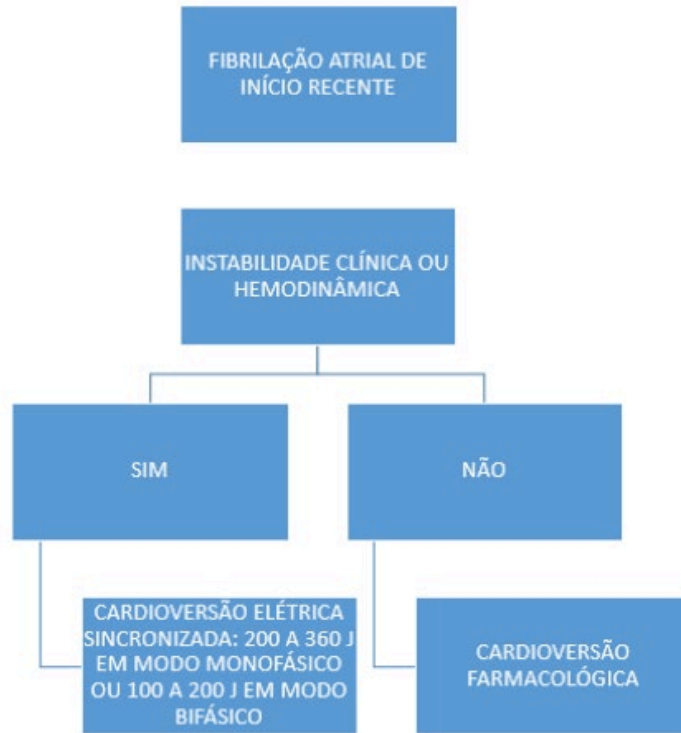 FIBRILAÇÃO ATRIAL DE
INÍCIO RECENTE
INSTABILIDADE CLÍNICA OU
HEMODINÂMICA
SIM
NÃO
CARDIOVERSÃO ELÉTRICA
SINCRONIZADA: 200 A 360 J
EM MODO MONOFÁSICO
OU 100 A 200 J EM MODO
BIFÁSICO
CARDIOVERSÃO
FARMACOLÓGICA